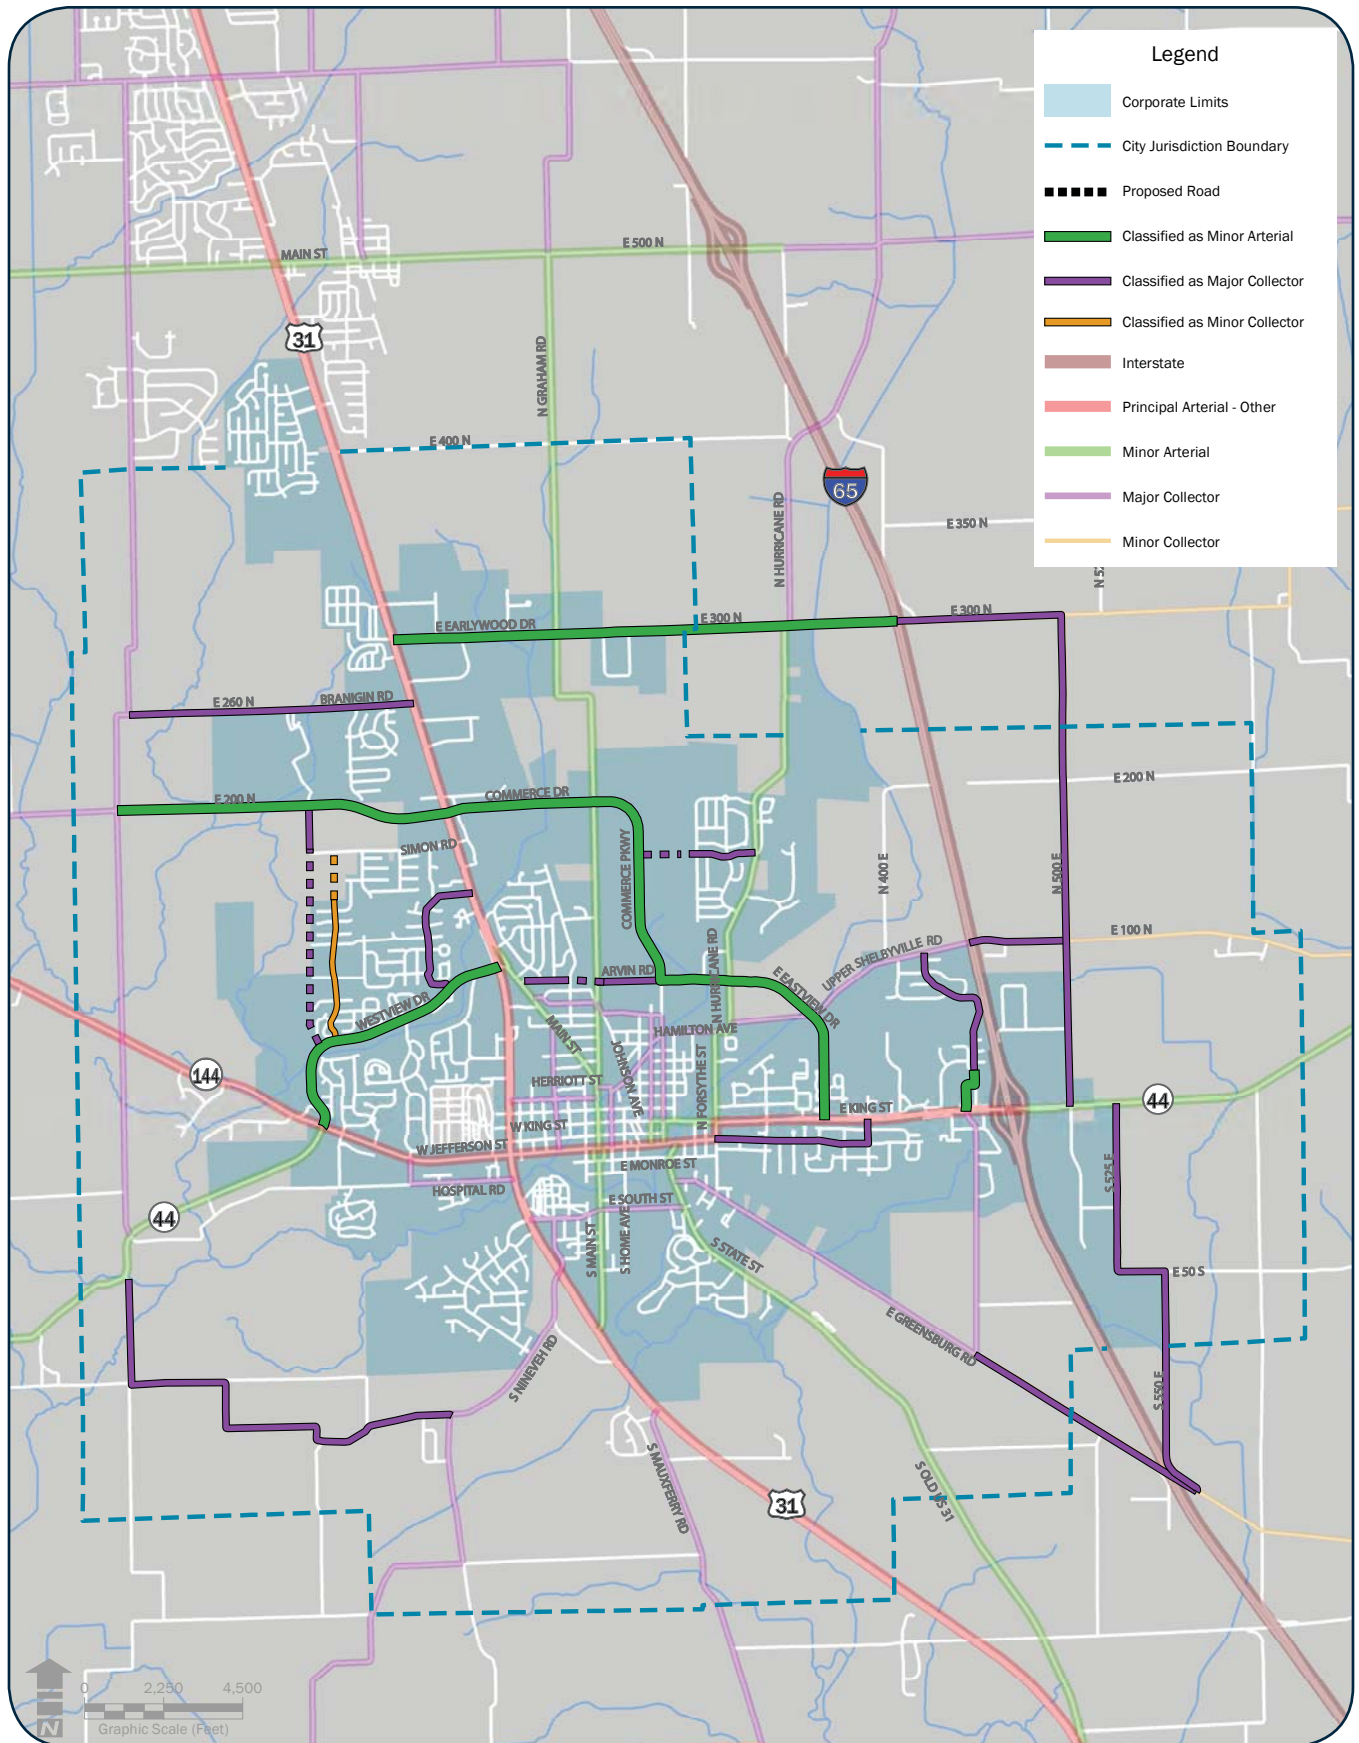 Legend
Corporate Limits
City Jurisdiction Boundary
Proposed Road
Classified as Minor Arterial
Classified as Major Collector
Classified as Minor Collector
Interstate
Principal Arterial - Other
Minor Arterial
Major Collector
Minor Collector
MAIN ST
E 500 N
31
N GRAHAM RD
E 400 N
65
N HURRICANE RD
E 350 N
E EARLYWOOD DR
E 300 N
E 300 N
E 260 N
BRANIGIN RD
E 200 N
E 200 N
COMMERCE DR
SIMON RD
COMMERCE PKWY
N 400 E
N 500 E
E 100 N
UPPER SHELBYVILLE RD
ARVIN RD
N HURRICANE RD
E EASTVIEW DR
WESTVIEW DR
MAIN ST
HAMILTON AVE
JOHNSON AVE
N FORSYTHE ST
HERRIOTT ST
144
44
E KING ST
W KING ST
W JEFFERSON ST
E MONROE ST
HOSPITAL RD
S 525 E
E SOUTH ST
44
S MAIN ST
S HOME AVE
S STATE ST
E 50 S
E GREENSBURG RD
S NINEVEH RD
S 550 E
S MAUXFERRY RD
S OLD US 31
31
0 2,250 4,500
Graphic Scale (Feet)
N